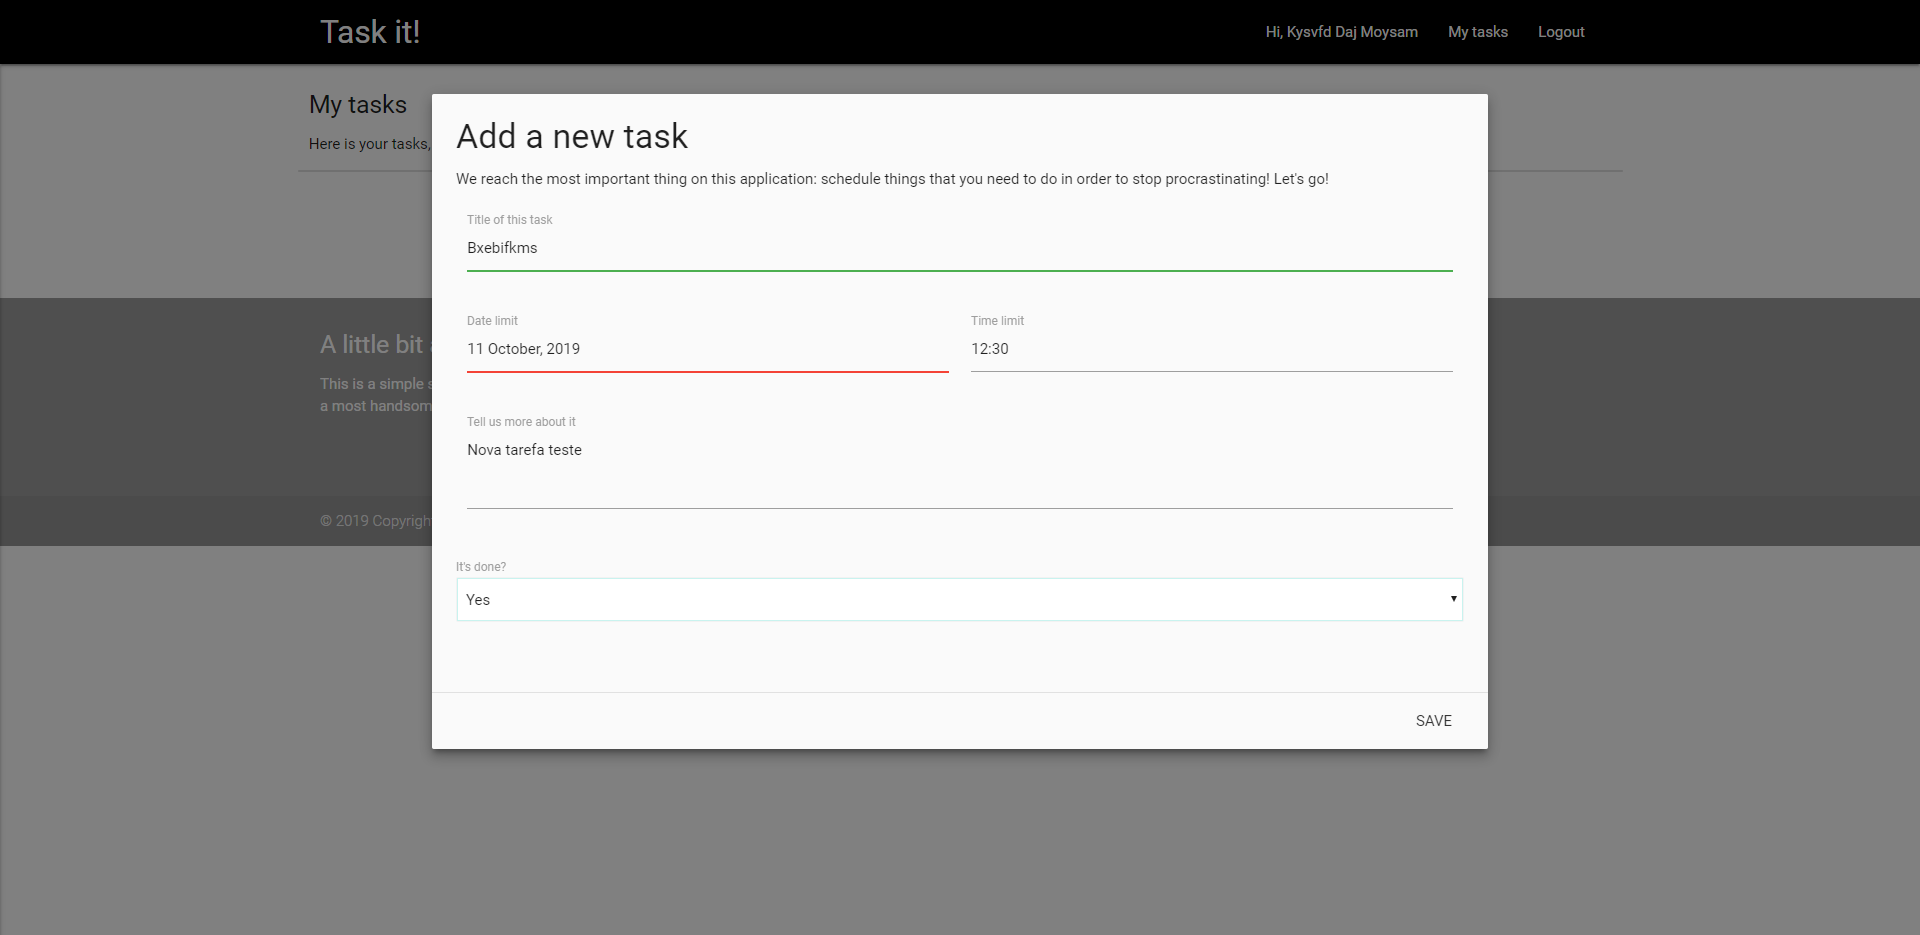 Task it!
Hi, Kysvfd Daj Moysam
My tasks
Logout
My tasks
Here is your tasks,
Add a new task
We reach the most important thing on this application: schedule things that you need to do in order to stop procrastinating! Let's go!
Title of this task
Bxebifkms
Date limit
Time limit
11 October, 2019
12:30
A little bit
This is a simple
a most
Tell us more about it
Nova tarefa teste
© 2019
It's done?
Yes
SAVE